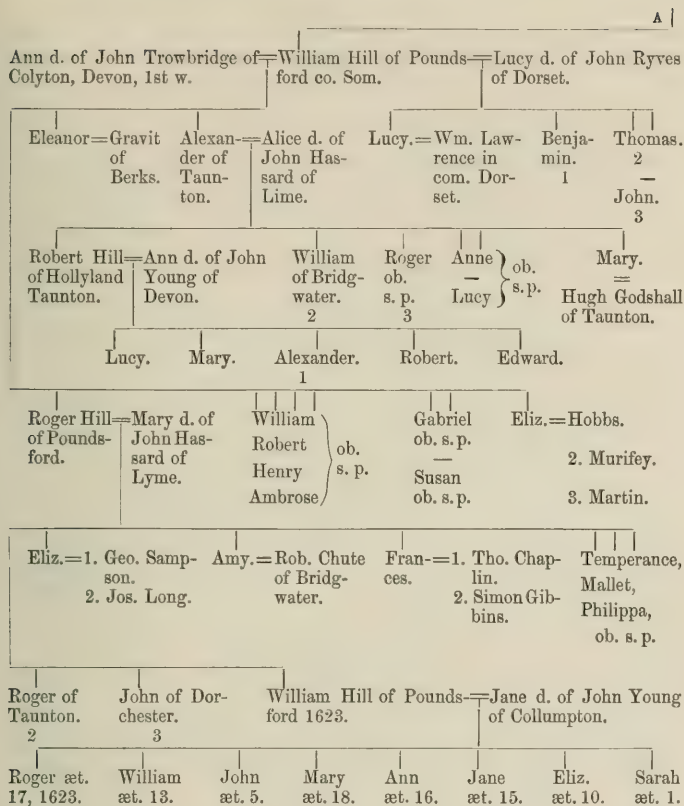 A
Ann d. of John Trowbridge of=William Hill of Pounds-=Lucy d. of John Ryves
Colyton, Devon, 1st w. ford co. Som. of Dorset.
Eleanor=Gravit Alexan-=Alice d. of Lucy.=Wm. Law- Benja- Thomas.
of der of John Has- rence in min. 2
Berks. Taun- sard of com. Dor- 1 —
ton. Lime. set. John.
3
Robert Hill=Ann d. of John William Roger Anne } ob. Mary.
of Hollyland Young of of Bridg- ob. — s. p. =
Taunton. Devon. water. s. p. Lucy Hugh Godshall
2 3 of Taunton.
Lucy. Mary. Alexander. Robert. Edward.
1
Roger Hill=Mary d. of William Gabriel Eliz.=Hobbs.
of Pounds- John Has- Robert } ob. ob. s. p. 2. Murifey.
ford. sard of Henry s. p. —
Lyme. Ambrose Susan 3. Martin.
ob. s. p.
Eliz.=1. Geo. Samp- Amy.=Rob. Chute Fran-=1. Tho. Chap- Temperance,
son. of Bridg- ces. lin. Mallet,
2. Jos. Long. water. 2. Simon Gib- Philippa,
bins. ob. s. p.
Roger of John of Dor- William Hill of Pounds-=Jane d. of John Young
Taunton. chester. ford 1623. of Collumpton.
2 3
Roger æt. William John Mary Ann Jane Eliz. Sarah
17, 1623. æt. 13. æt. 5. æt. 18. æt. 16. æt. 15. æt. 10. æt. 1.